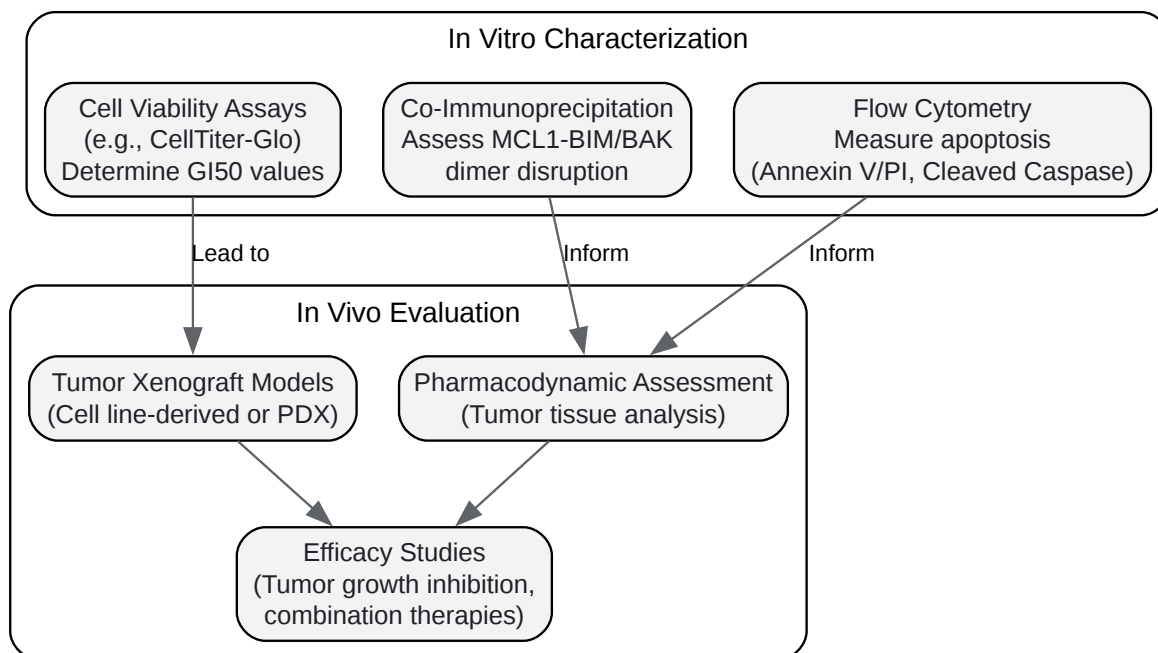 In Vitro Characterization
Cell Viability Assays
(e.g., CellTiter-Glo)
Determine GI50 values
Co-Immunoprecipitation
Assess MCL1-BIM/BAK
dimer disruption
Flow Cytometry
Measure apoptosis
(Annexin V/PI, Cleaved Caspase)
Lead to
Inform
Inform
In Vivo Evaluation
Tumor Xenograft Models
(Cell line-derived or PDX)
Pharmacodynamic Assessment
(Tumor tissue analysis)
Efficacy Studies
(Tumor growth inhibition,
combination therapies)